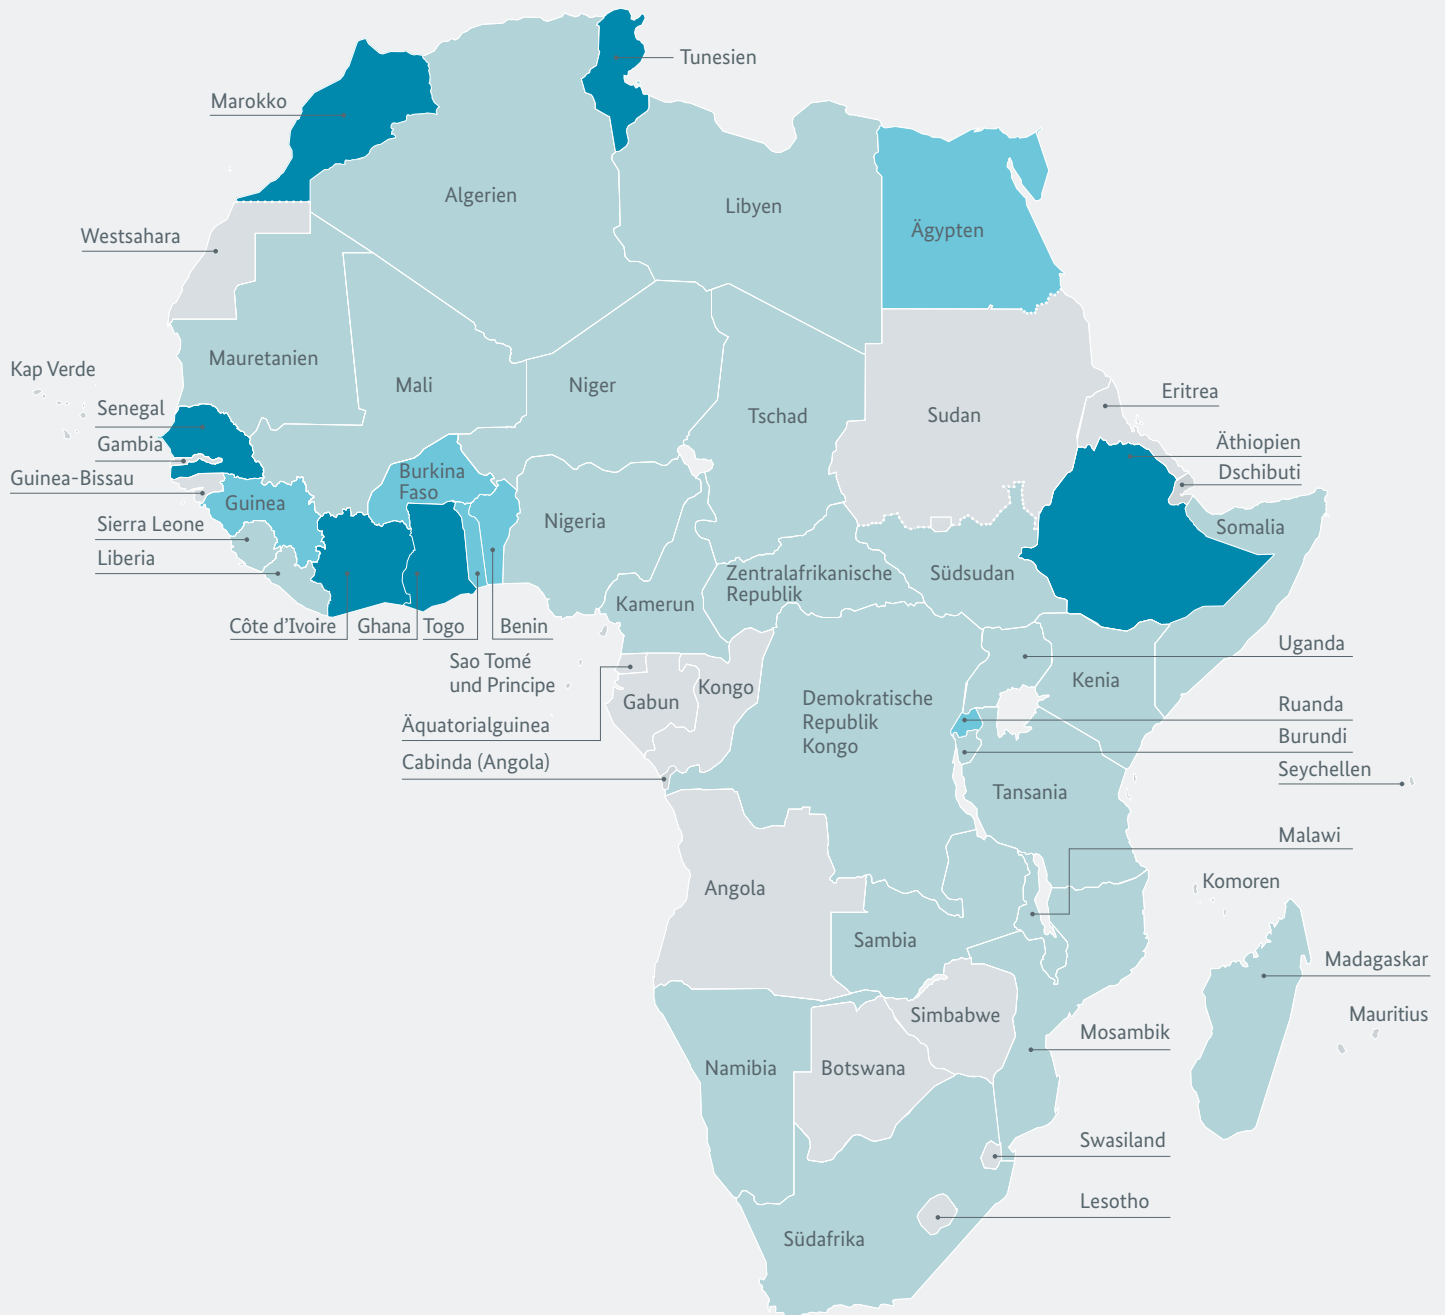 Tunesien
Marokko
Algerien
Libyen
Ägypten
Westsahara
Mauretanien
Kap Verde
Mali
Niger
Tschad
Sudan
Eritrea
Senegal
Gambia
Äthiopien
Dschibuti
Guinea-Bissau
Burkina
Faso
Guinea
Sierra Leone
Nigeria
Somalia
Liberia
Zentralafrikanische
Republik
Südsudan
Kamerun
Côte d'Ivoire
Ghana
Togo
Benin
Uganda
Sao Tomé
und Principe
Kenia
Gabun
Kongo
Demokratische
Republik
Kongo
Ruanda
Äquatorialguinea
Burundi
Cabinda (Angola)
Seychellen
Tansania
Malawi
Angola
Komoren
Sambia
Madagaskar
Simbabwe
Mauritius
Mosambik
Namibia
Botswana
Swasiland
Lesotho
Südafrika